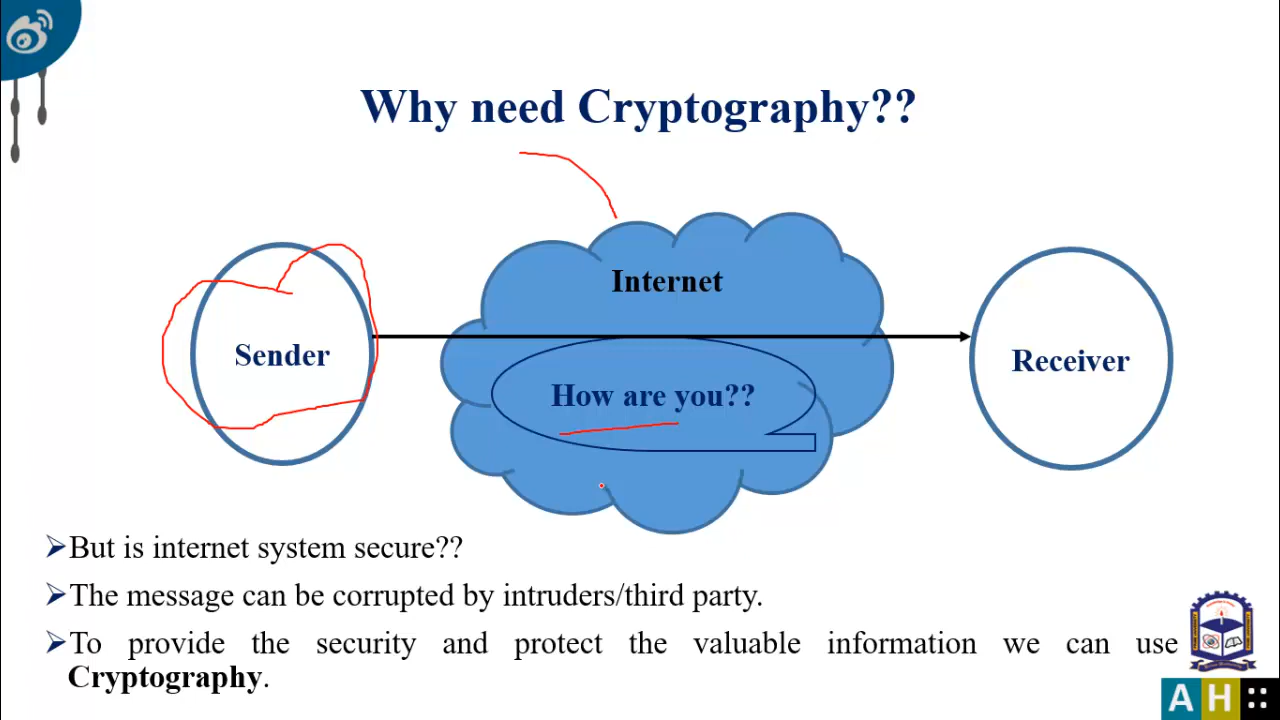 Why need Cryptography??
Internet
Sender
How are you??
Receiver
➢But is internet system secure??
➢The message can be corrupted by intruders/third party.
➢To provide the security and protect the valuable information we can use
Cryptography.
AH::